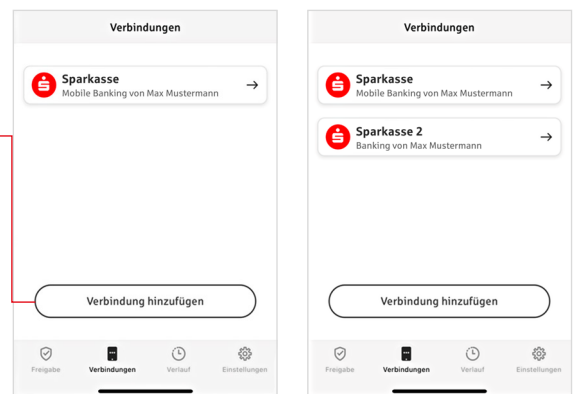 Verbindungen
Sparkasse
Mobile Banking von Max Mustermann
Verbindung hinzufügen
Freigabe Verbindungen Verlauf Einstellungen
Verbindungen
Sparkasse
Mobile Banking von Max Mustermann
Sparkasse 2
Banking von Max Mustermann
Verbindung hinzufügen
Freigabe Verbindungen Verlauf Einstellungen